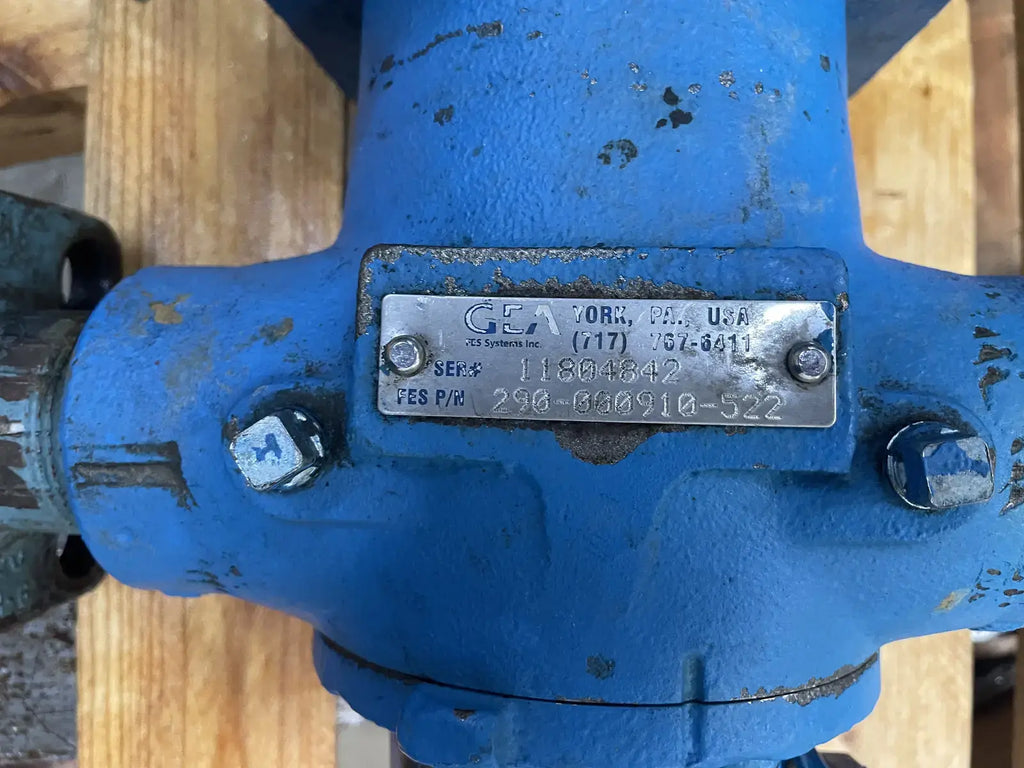 GEA YORK, PA., USA
FES Systems Inc. (717) 767-6411
SER# 11804842
FES P/N 290-000910-522
H